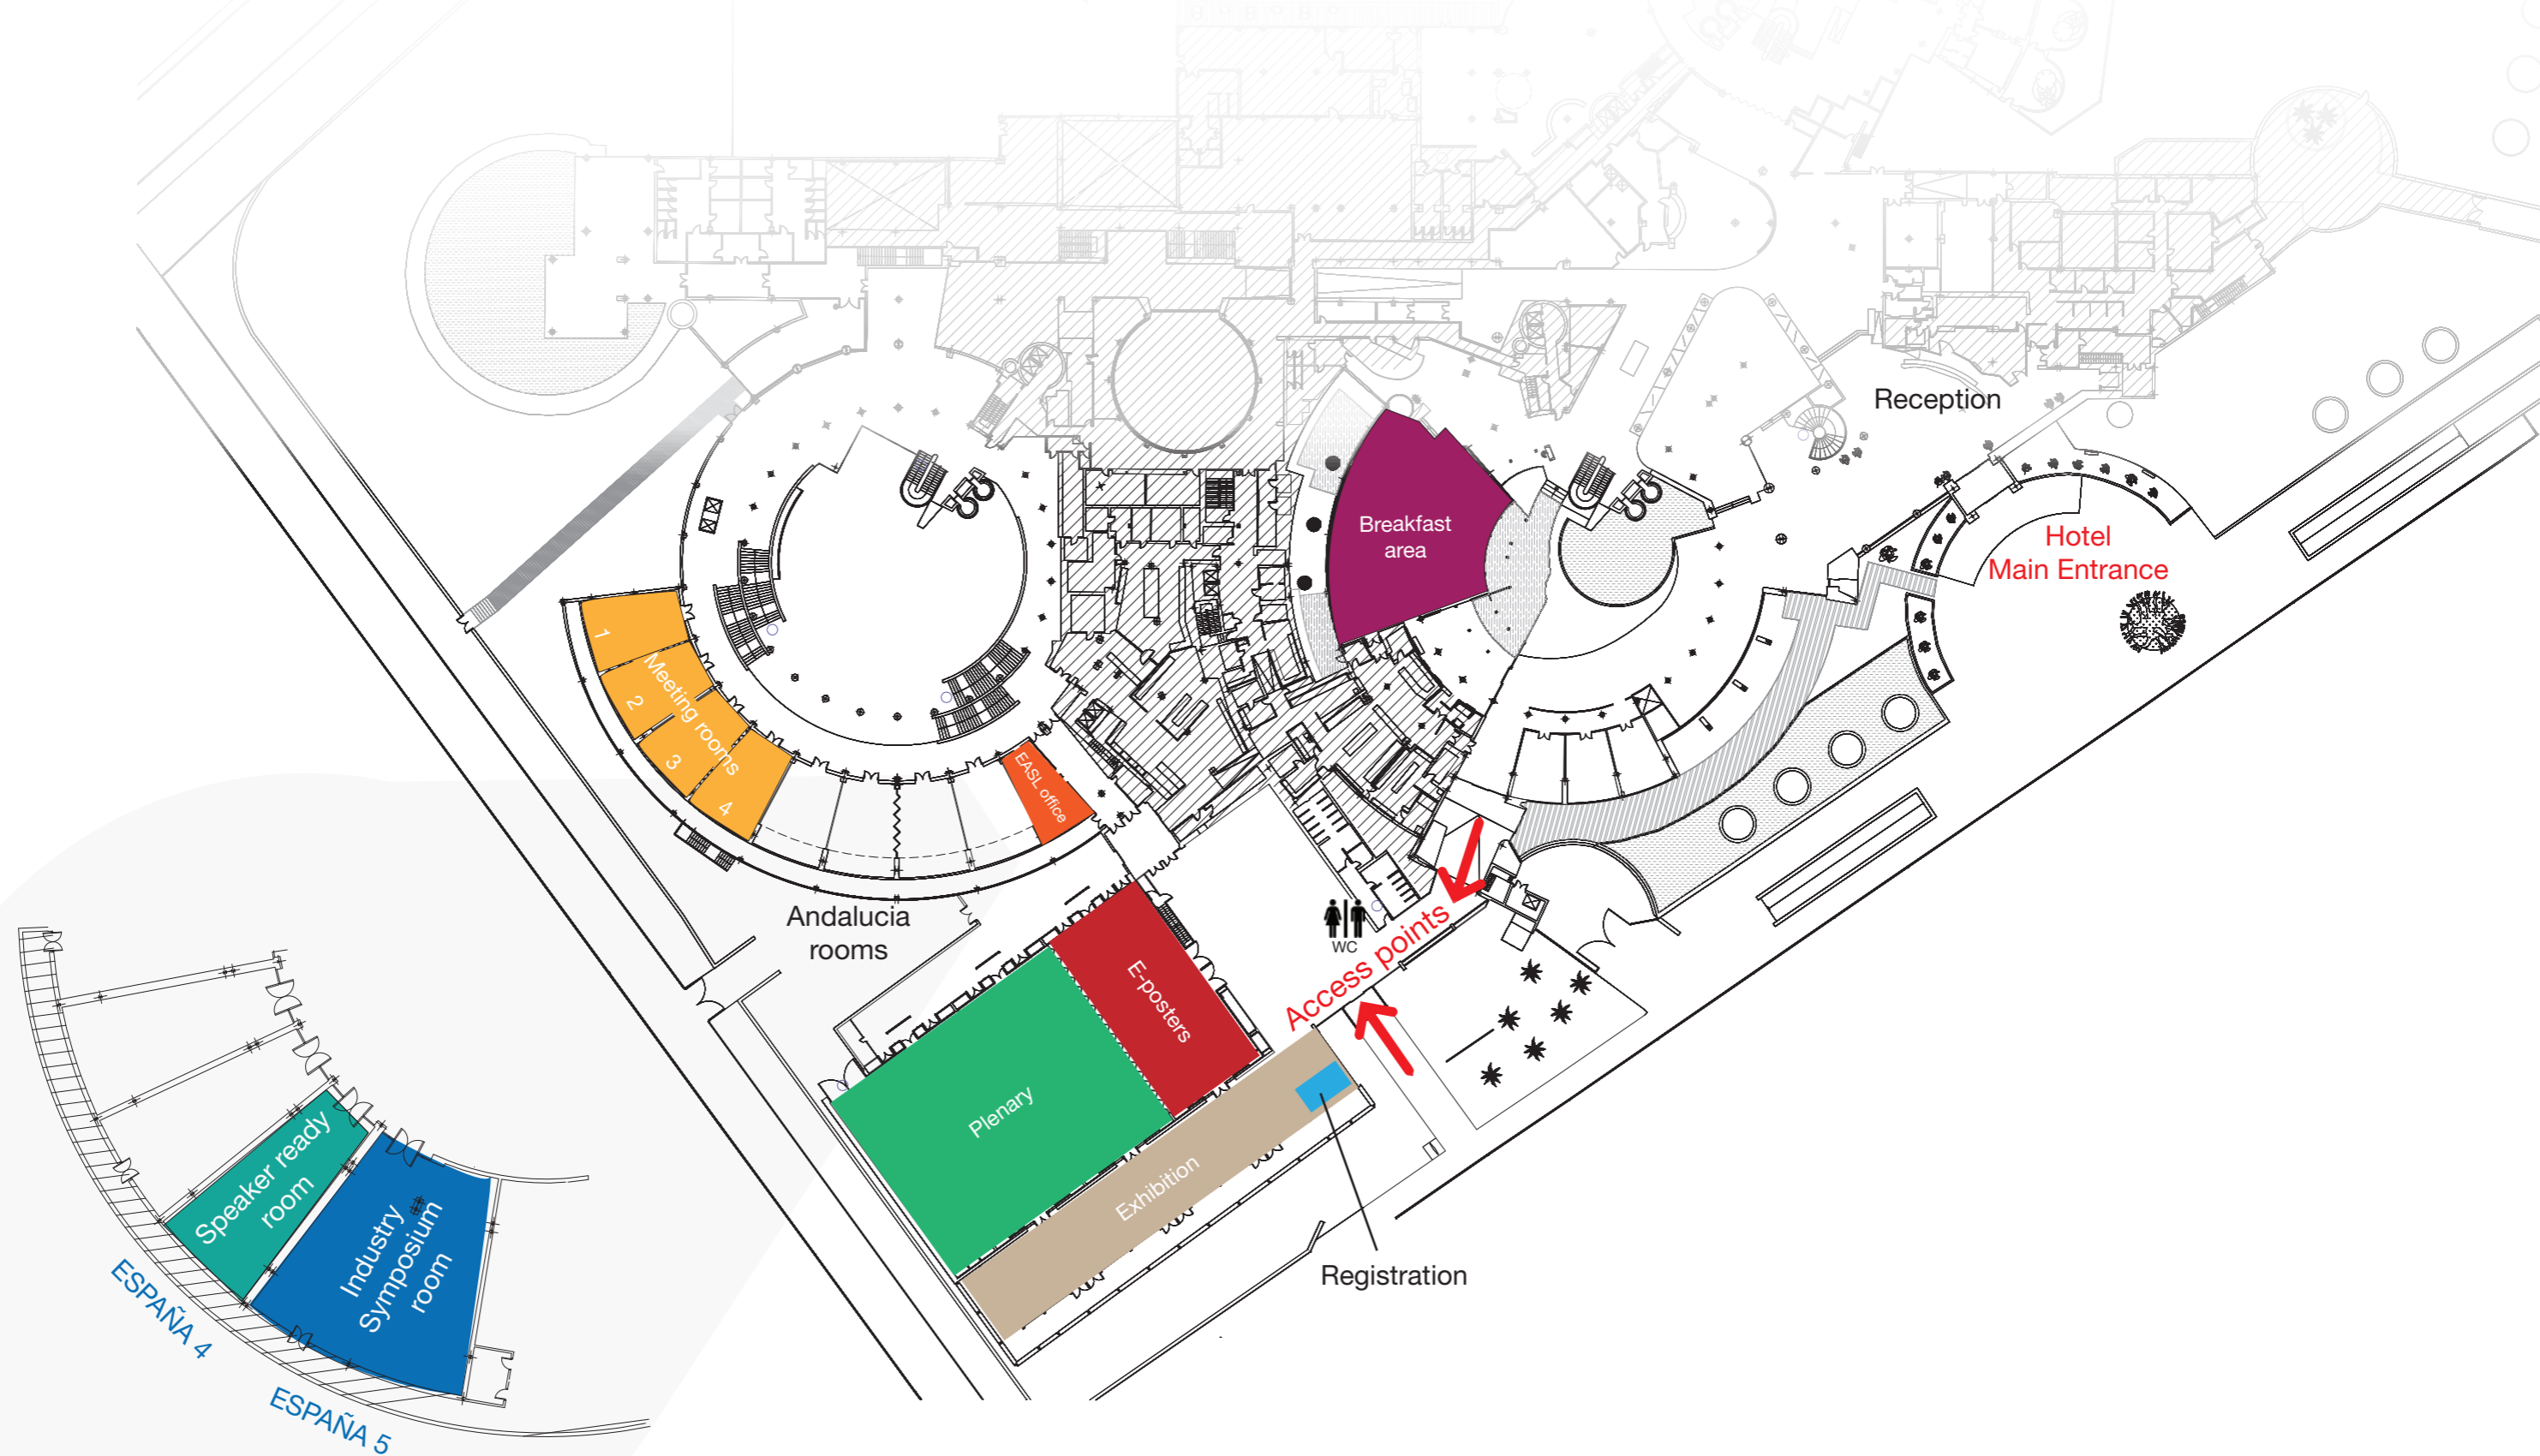 Reception
Breakfast
area
Hotel
Main Entrance
1
2
3
4
Meeting rooms
EASL office
Andalucia
rooms
WC
Access points
E-posters
Plenary
Exhibition
Registration
Speaker ready
room
Industry
Symposium
room
ESPAÑA 4
ESPAÑA 5